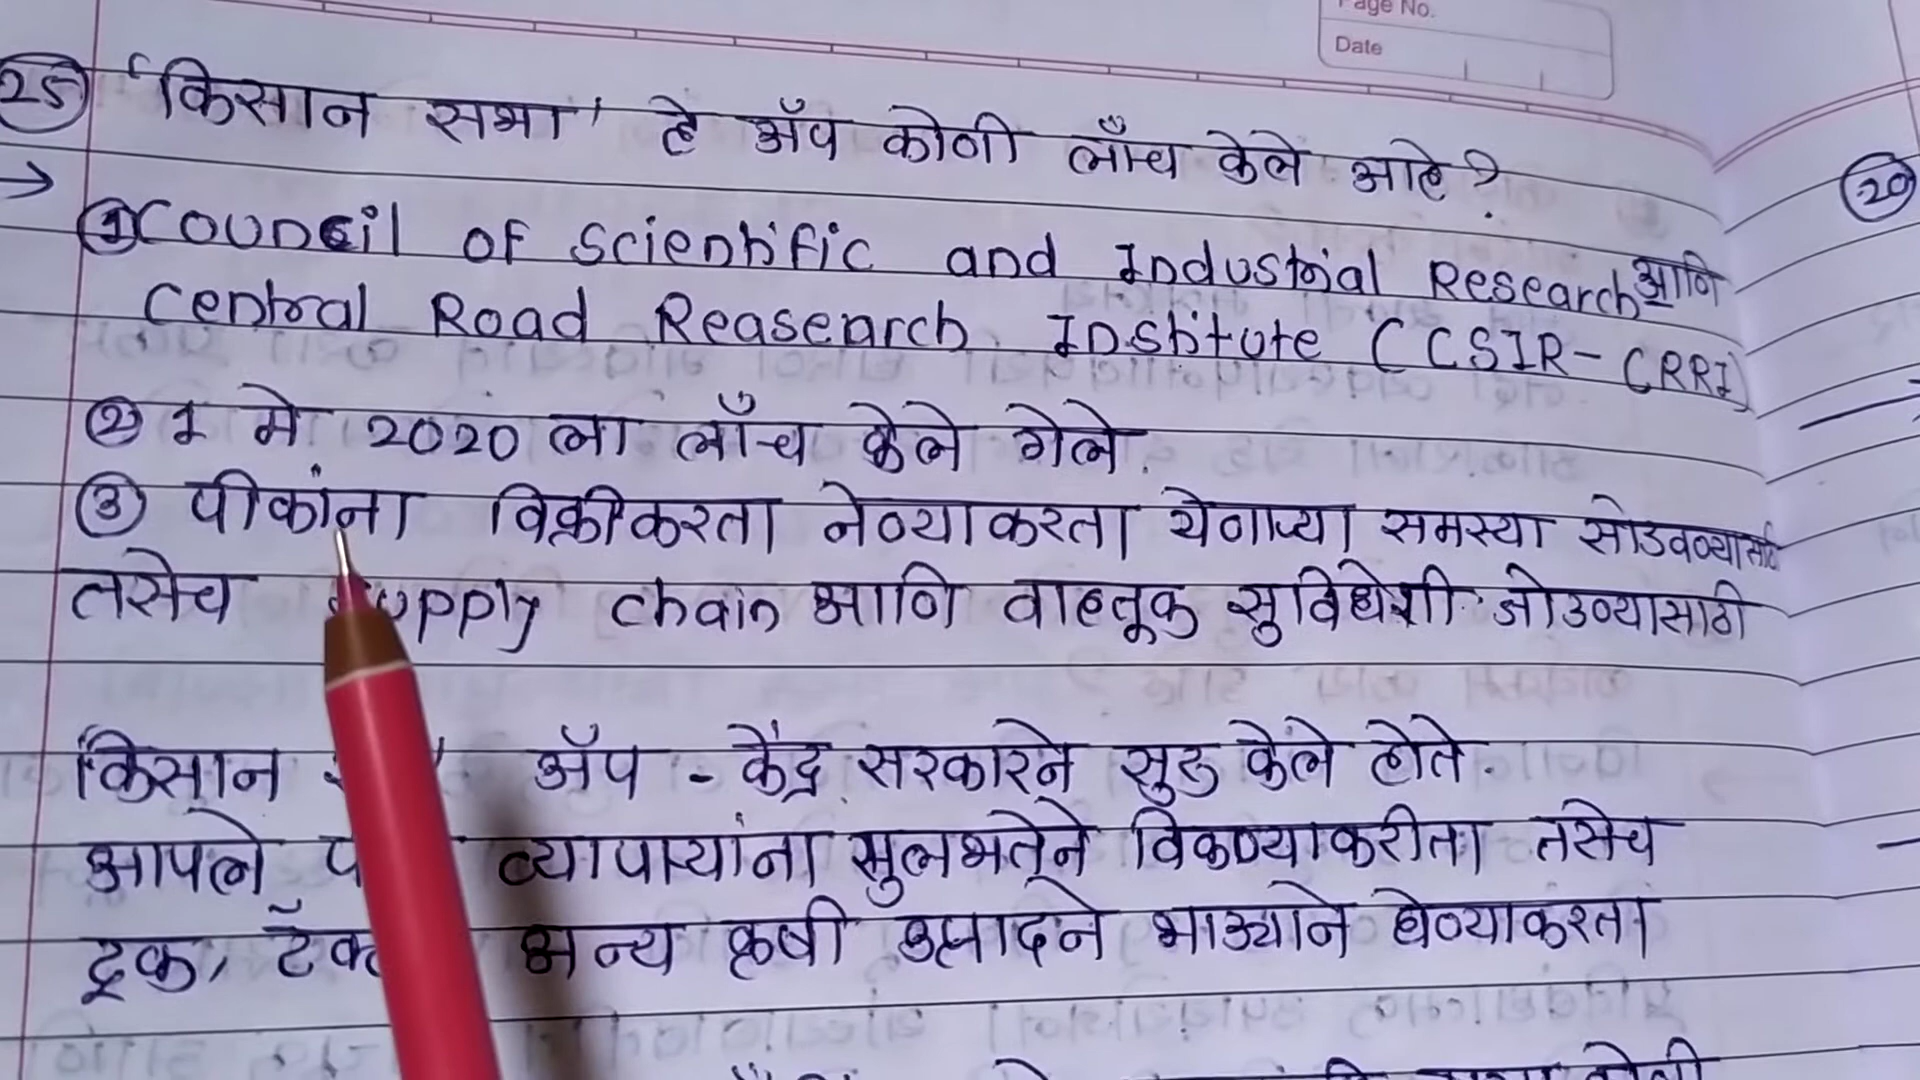 Page No.
Date
25 'किसान सभा' हे ॲप कोणी लाँच केले आहे?
20
→
① Council of Scientific and Industrial Research आणि
Central Road Reasearch Institute (CSIR-CRRI)
② 1 मे 2020 ला लाँच केले गेले.
③ पीकांना विक्रीकरता नेण्याकरता येणाऱ्या समस्या सोडवण्यासाठी
तसेच supply chain आणि वाहतूक सुविधेशी जोडण्यासाठी
किसान ॲप - केंद्र सरकारने सुरु केले होते.
आपले व्यापाऱ्यांना सुलभतेने विकण्याकरीता तसेच
ट्रक, अन्य कृषी उत्पादने भाड्याने घेण्याकरता